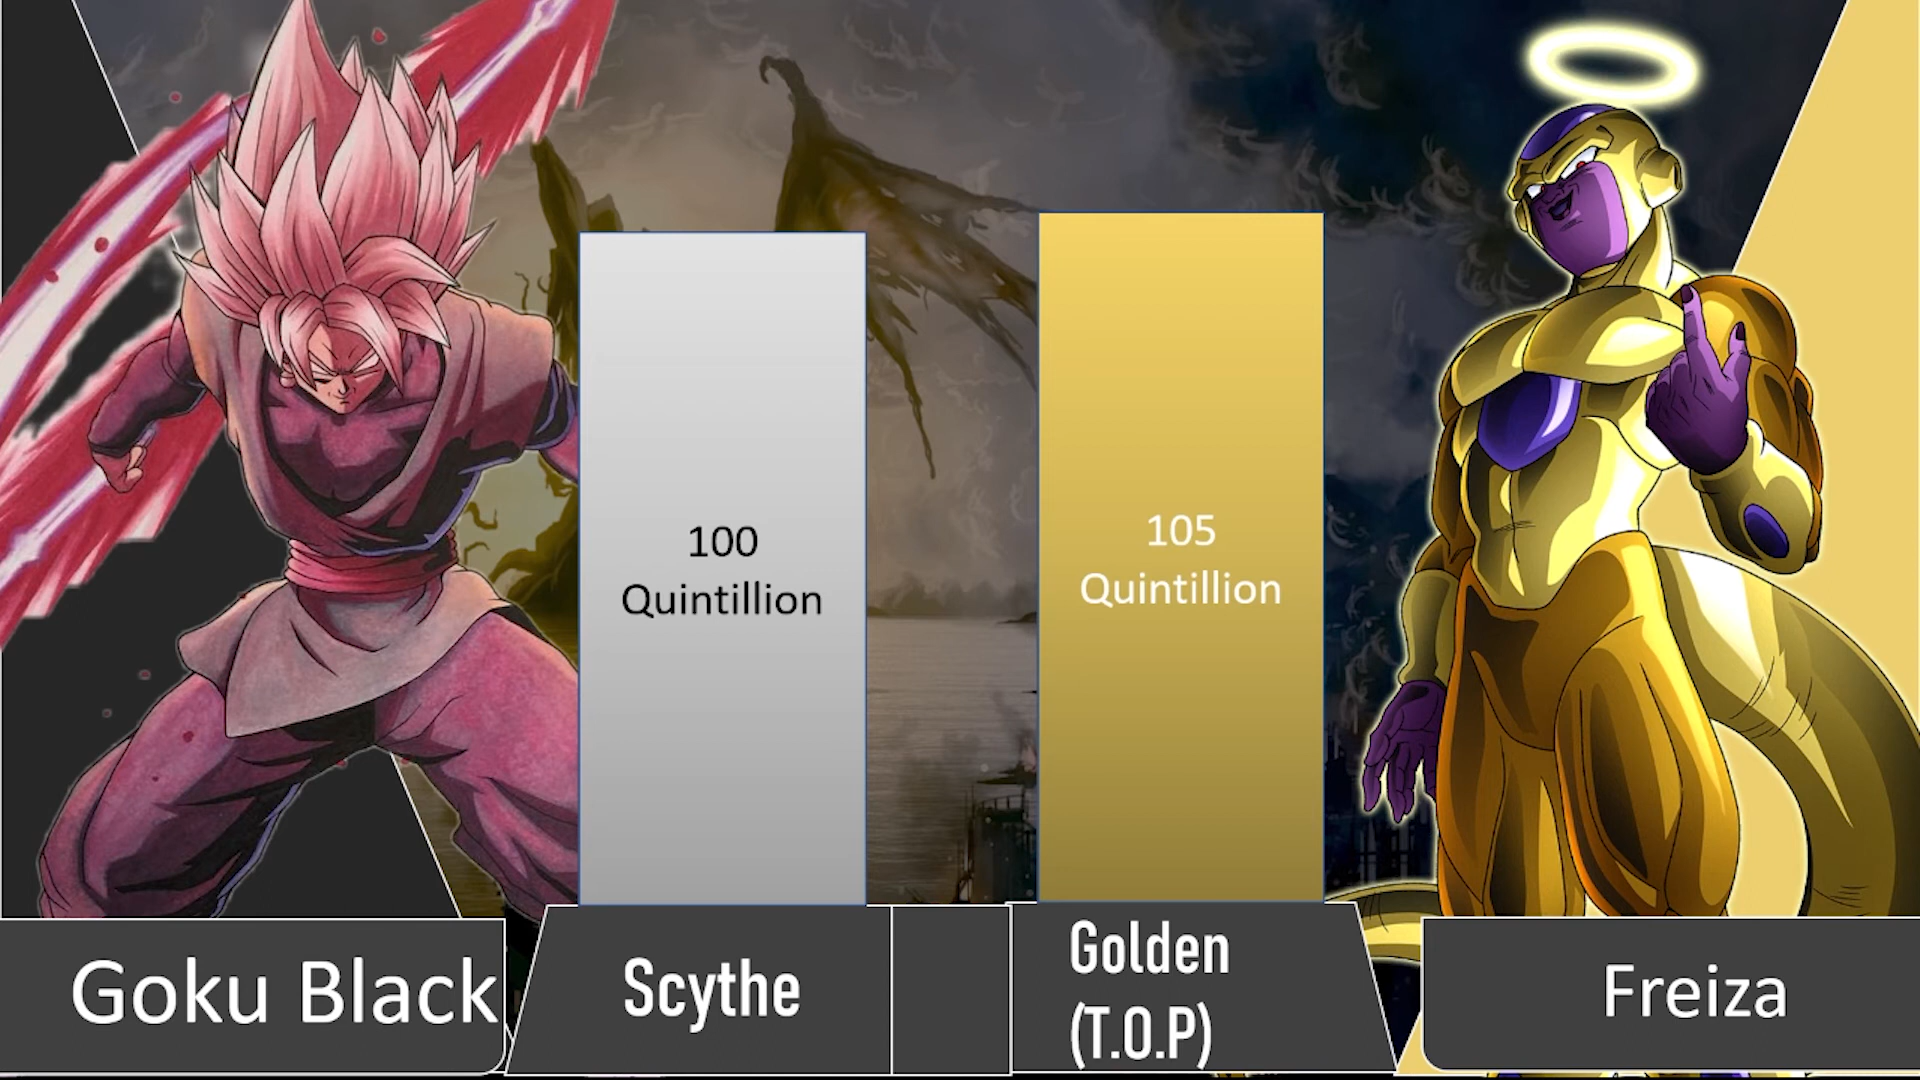 100
Quintillion
105
Quintillion
Goku Black
Scythe
Golden
(T.O.P)
Freiza